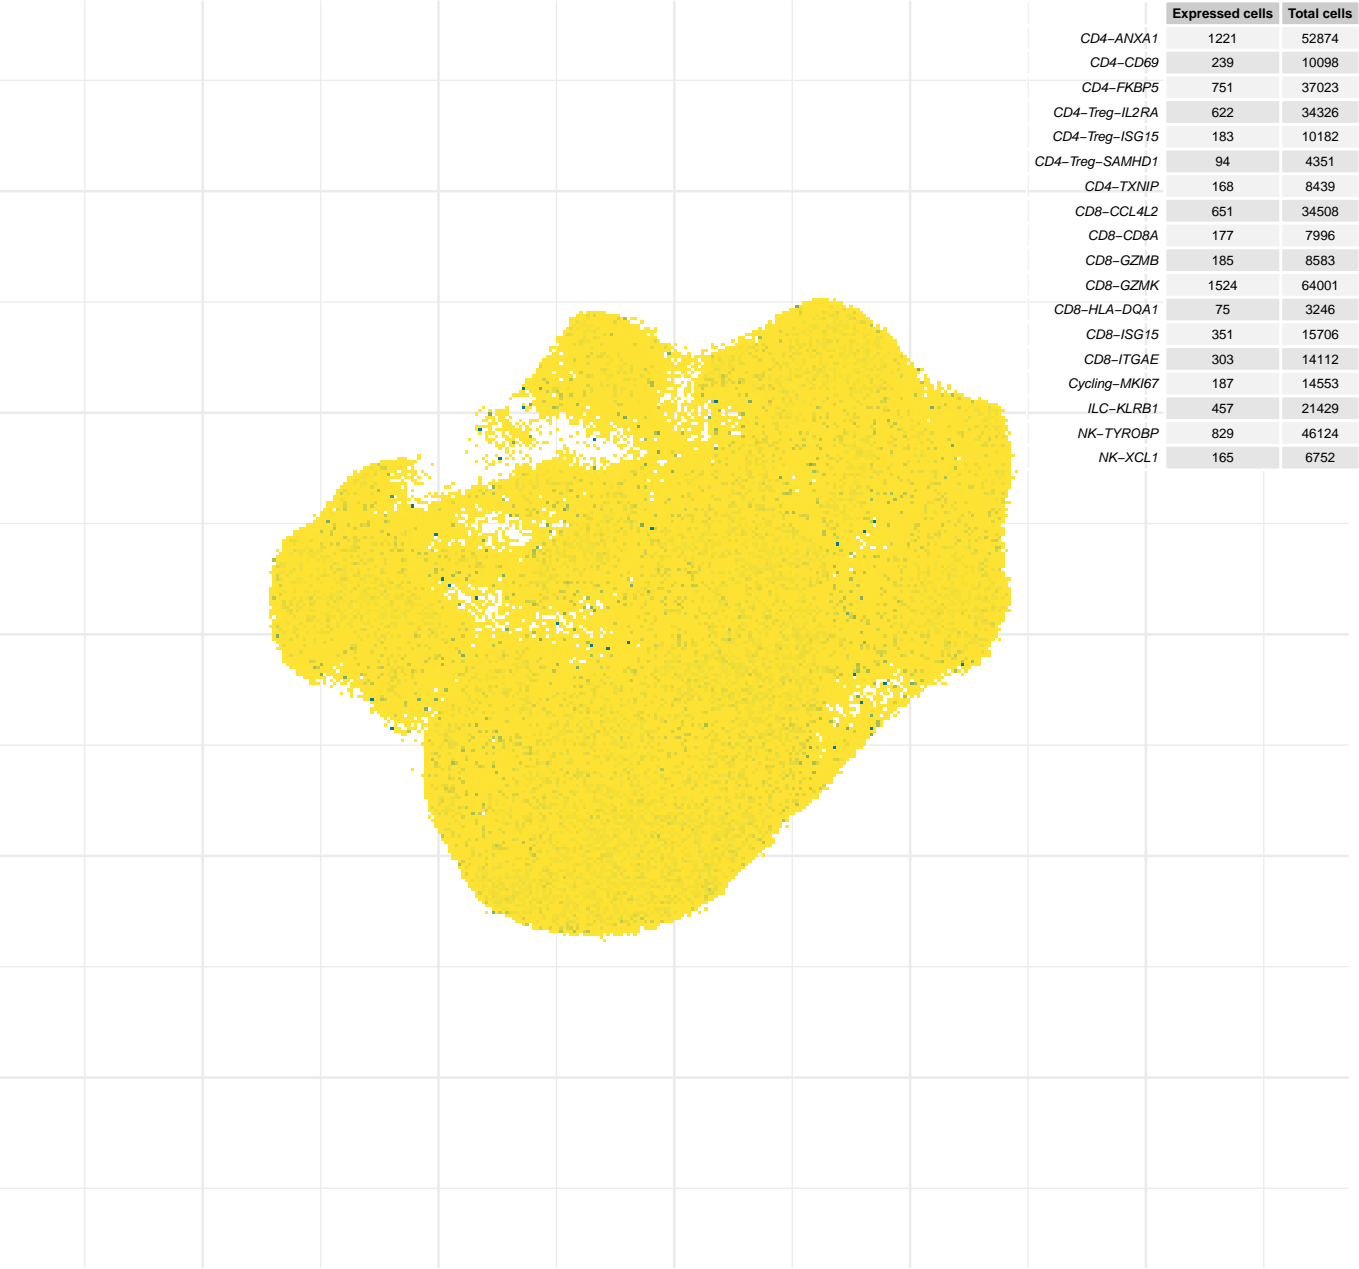 Expressed cells Total cells
CD4−ANXA1 1221 52874
CD4−CD69 239 10098
CD4−FKBP5 751 37023
CD4−Treg−IL2RA 622 34326
CD4−Treg−ISG15 183 10182
CD4−Treg−SAMHD1 94 4351
CD4−TXNIP 168 8439
CD8−CCL4L2 651 34508
CD8−CD8A 177 7996
CD8−GZMB 185 8583
CD8−GZMK 1524 64001
CD8−HLA−DQA1 75 3246
CD8−ISG15 351 15706
CD8−ITGAE 303 14112
Cycling−MKI67 187 14553
ILC−KLRB1 457 21429
NK−TYROBP 829 46124
NK−XCL1 165 6752